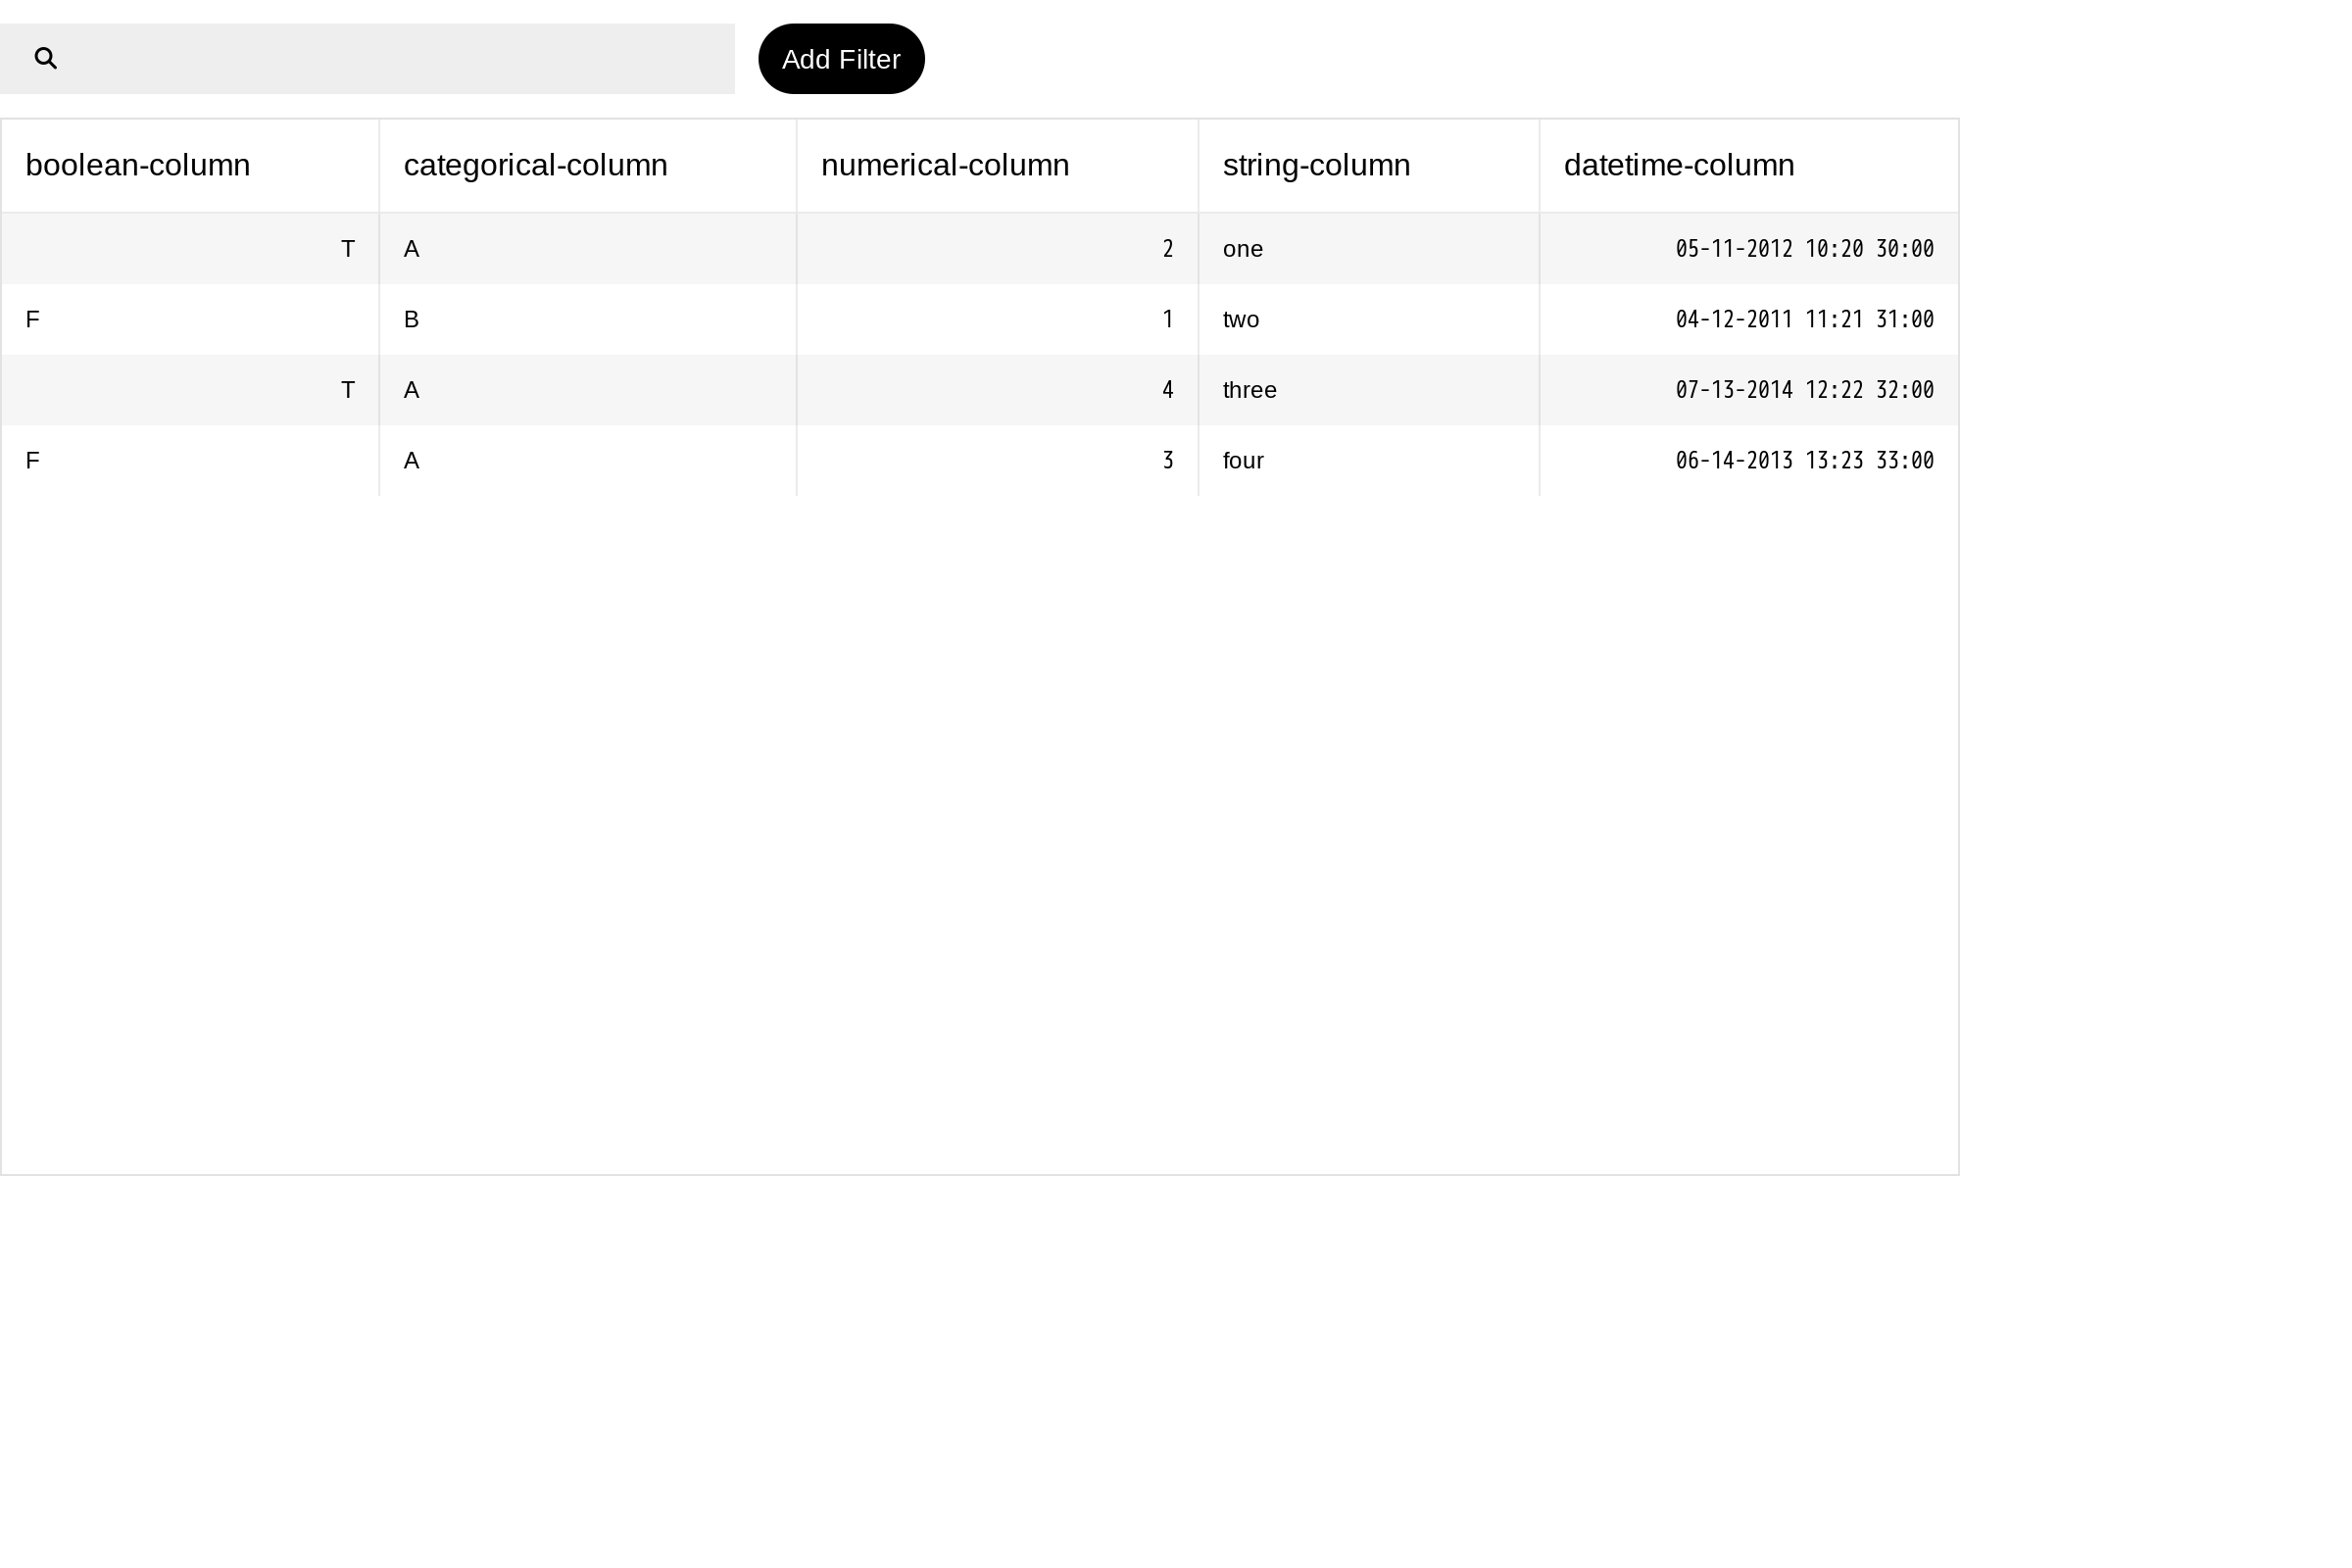 Add Filter
boolean-column categorical-column numerical-column string-column datetime-column
T A 2 one 05-11-2012 10:20 30:00
F B 1 two 04-12-2011 11:21 31:00
T A 4 three 07-13-2014 12:22 32:00
F A 3 four 06-14-2013 13:23 33:00